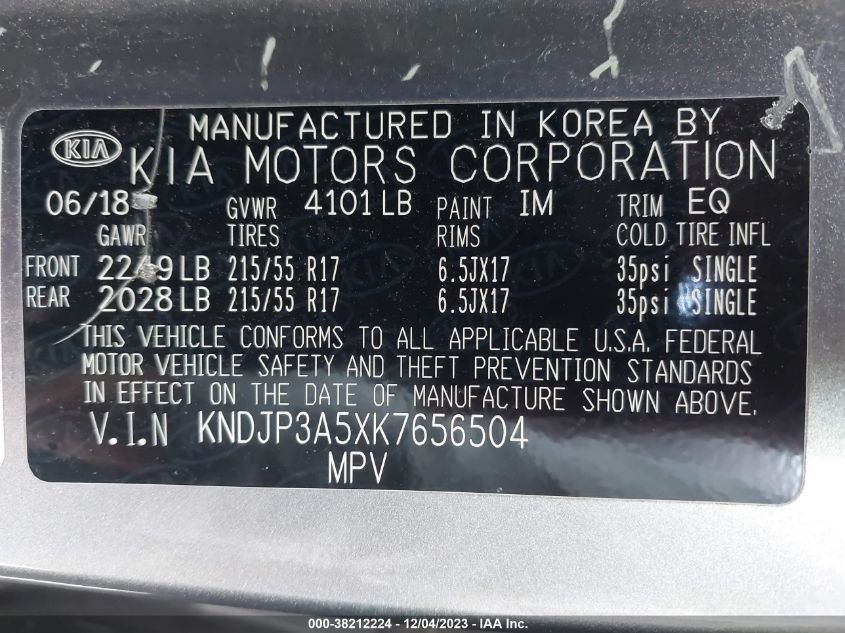 MANUFACTURED IN KOREA BY
KIA KIA MOTORS CORPORATION
06/18 GVWR 4101 LB PAINT IM TRIM EQ
GAWR TIRES RIMS COLD TIRE INFL
FRONT 2249 LB 215/55 R17 6.5JX17 35psi SINGLE
REAR 2028 LB 215/55 R17 6.5JX17 35psi SINGLE
THIS VEHICLE CONFORMS TO ALL APPLICABLE U.S.A. FEDERAL
MOTOR VEHICLE SAFETY AND THEFT PREVENTION STANDARDS
IN EFFECT ON THE DATE OF MANUFACTURE SHOWN ABOVE.
V.I.N KNDJP3A5XK7656504
MPV
000-38212224 - 12/04/2023 - IAA Inc.